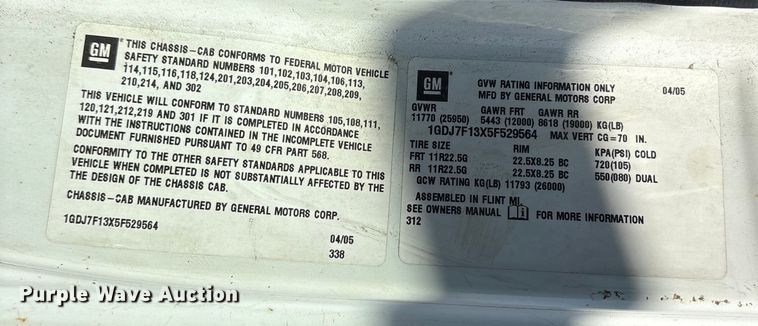 GM
THIS CHASSIS-CAB CONFORMS TO FEDERAL MOTOR VEHICLE
SAFETY STANDARD NUMBERS 101,102,103,104,106,113,
114,115,116,118,124,201,203,204,205,206,207,208,209,
210,214, AND 302
THIS VEHICLE WILL CONFORM TO STANDARD NUMBERS 105,108,111,
120,121,212,219 AND 301 IF IT IS COMPLETED IN ACCORDANCE
WITH THE INSTRUCTIONS CONTAINED IN THE INCOMPLETE VEHICLE
DOCUMENT FURNISHED PURSUANT TO 49 CFR PART 568.
CONFORMITY TO THE OTHER SAFETY STANDARDS APPLICABLE TO THIS
VEHICLE WHEN COMPLETED IS NOT SUBSTANTIALLY AFFECTED BY THE
THE DESIGN OF THE CHASSIS CAB.
CHASSIS-CAB MANUFACTURED BY GENERAL MOTORS CORP.
1GDJ7F13X5F529564
04/05
338
GM
GVW RATING INFORMATION ONLY 04/05
MFD BY GENERAL MOTORS CORP
GVWR GAWR FRT GAWR RR
11770 (25950) 5443 (12000) 8618 (19000) KG(LB)
1GDJ7F13X5F529564 MAX VERT CG=70 IN.
TIRE SIZE RIM KPA(PSI) COLD
FRT 11R22.5G 22.5X8.25 BC 720(105)
RR 11R22.5G 22.5X8.25 BC 550(080) DUAL
GCW RATING KG(LB) 11793 (26000)
ASSEMBLED IN FLINT MI.
SEE OWNERS MANUAL FOR MORE INFORMATION
312
Purple Wave Auction